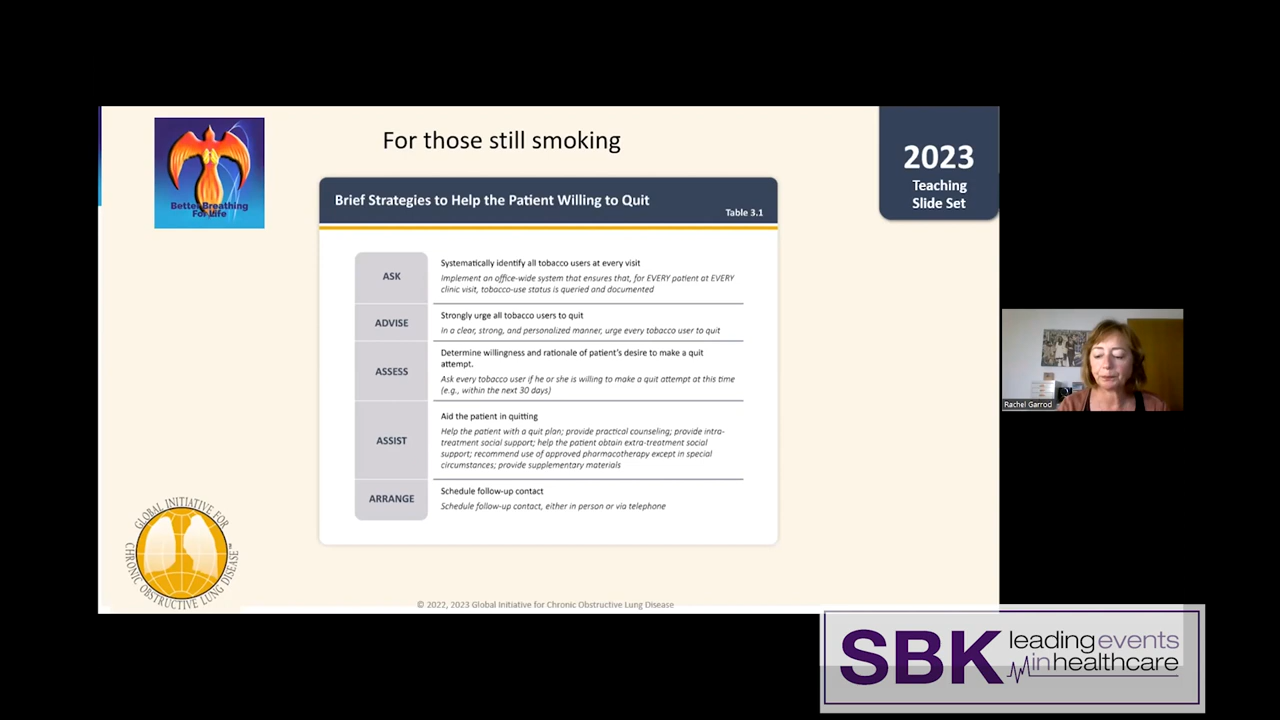 For those still smoking
2023
Teaching
Slide Set
Better Breathing
For Life
Brief Strategies to Help the Patient Willing to Quit
Table 3.1
ASK
Systematically identify all tobacco users at every visit
Implement an office-wide system that ensures that, for EVERY patient at EVERY
clinic visit, tobacco-use status is queried and documented
ADVISE
Strongly urge all tobacco users to quit
In a clear, strong, and personalized manner, urge every tobacco user to quit
ASSESS
Determine willingness and rationale of patient's desire to make a quit
attempt.
Ask every tobacco user if he or she is willing to make a quit attempt at this time
(e.g., within the next 30 days)
ASSIST
Aid the patient in quitting
Help the patient with a quit plan; provide practical counseling; provide intra-
treatment social support; help the patient obtain extra-treatment social
support; recommend use of approved pharmacotherapy except in special
circumstances; provide supplementary materials
ARRANGE
Schedule follow-up contact
Schedule follow-up contact, either in person or via telephone
GLOBAL INITIATIVE FOR
CHRONIC OBSTRUCTIVE LUNG DISEASE
© 2022, 2023 Global Initiative for Chronic Obstructive Lung Disease
Rachel Garrod
SBK
leading events
in healthcare